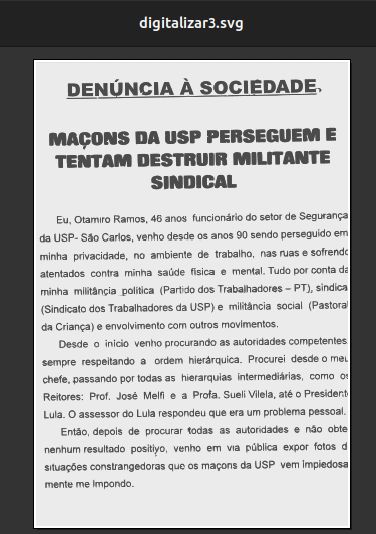 digitalizar3.svg
DENÚNCIA À SOCIEDADE,
MAÇONS DA USP PERSEGUEM E
TENTAM DESTRUIR MILITANTE
SINDICAL
Eu, Otamiro Ramos, 46 anos funcionário do setor de Segurança
da USP- São Carlos, venho desde os anos 90 sendo perseguido em
minha privacidade, no ambiente de trabalho, nas ruas e sofrendo
atentados contra minha saúde física e mental. Tudo por conta da
minha militância política (Partido dos Trabalhadores – PT), sindica
(Sindicato dos Trabalhadores da USP) e militância social (Pastoral
da Criança) e envolvimento com outros movimentos.
Desde o início venho procurando as autoridades competentes
sempre respeitando a ordem hierárquica. Procurei desde o meu
chefe, passando por todas as hierarquias intermediárias, como os
Reitores: Prof. José Melfi e a Profa. Sueli Vilela, até o President
Lula. O assessor do Lula respondeu que era um problema pessoal.
Então, depois de procurar todas as autoridades e não obte
nenhum resultado positivo, venho em via pública expor fotos d
situações constrangedoras que os maçons da USP vem impiedosa
mente me Impondo.